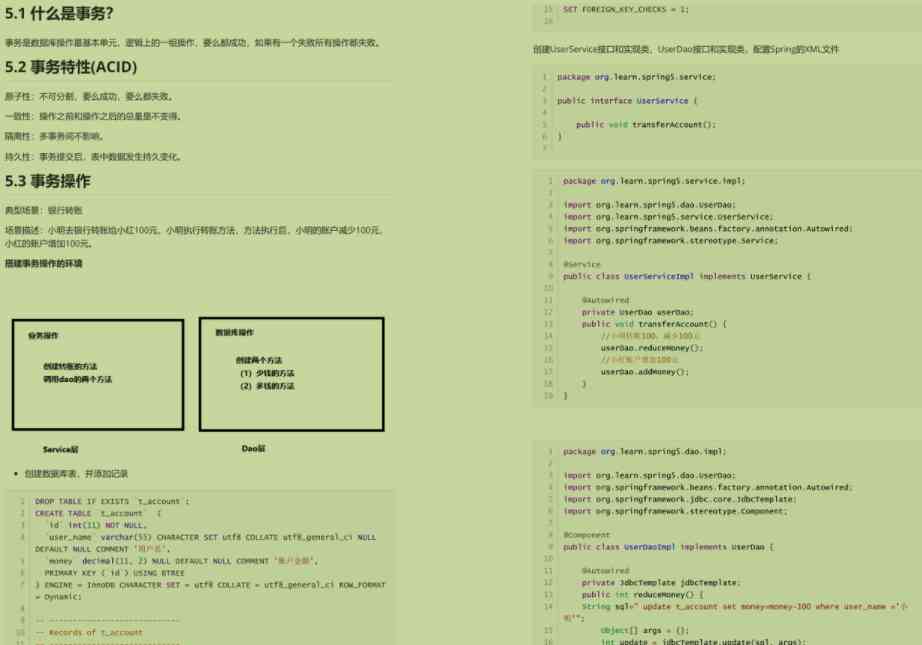 5.1 什么是事务?
事务是数据库操作最基本单元，逻辑上的一组操作，要么都成功，如果有一个失败所有操作都失败。
5.2 事务特性(ACID)
原子性：不可分割，要么成功，要么都失败。
一致性：操作之前和操作之后的总量是不变得。
隔离性：多事务间不影响。
持久性：事务提交后，表中数据发生持久变化。
5.3 事务操作
典型场景：银行转账
场景描述：小明去银行转账给小红100元，小明执行转账方法，方法执行后，小明的账户减少100元，
小红的账户增加100元。
搭建事务操作的环境
业务操作
创建转账的方法
调用dao的两个方法
Service层
数据库操作
创建两个方法
（1）少钱的方法
（2）多钱的方法
Dao层
• 创建数据库表，并添加记录
1 DROP TABLE IF EXISTS `t_account`;
2 CREATE TABLE `t_account` (
3 `id` int(11) NOT NULL,
4 `user_name` varchar(55) CHARACTER SET utf8 COLLATE utf8_general_ci NULL
DEFAULT NULL COMMENT '用户名',
5 `money` decimal(11, 2) NULL DEFAULT NULL COMMENT '账户金额',
6 PRIMARY KEY (`id`) USING BTREE
7 ) ENGINE = InnoDB CHARACTER SET = utf8 COLLATE = utf8_general_ci ROW_FORMAT
= Dynamic;
8
9 -- ----------------------------
10 -- Records of t_account
11 -- ----------------------------
15 SET FOREIGN_KEY_CHECKS = 1;
16
创建UserService接口和实现类，UserDao接口和实现类，配置Spring的XML文件
1 package org.learn.spring5.service;
2
3 public interface UserService {
4
5 public void transferAccount();
6 }
7
1 package org.learn.spring5.service.impl;
2
3 import org.learn.spring5.dao.UserDao;
4 import org.learn.spring5.service.UserService;
5 import org.springframework.beans.factory.annotation.Autowired;
6 import org.springframework.stereotype.Service;
7
8 @Service
9 public class UserServiceImpl implements UserService {
10
11 @Autowired
12 private UserDao userDao;
13 public void transferAccount() {
14 //小明转账100，减少100元
15 userDao.reduceMoney();
16 //小红账户增加100元
17 userDao.addMoney();
18 }
19 }
1 package org.learn.spring5.dao.impl;
2
3 import org.learn.spring5.dao.UserDao;
4 import org.springframework.beans.factory.annotation.Autowired;
5 import org.springframework.jdbc.core.JdbcTemplate;
6 import org.springframework.stereotype.Component;
7
8 @Component
9 public class UserDaoImpl implements UserDao {
10
11 @Autowired
12 private JdbcTemplate jdbcTemplate;
13 public int reduceMoney() {
14 String sql=" update t_account set money=money-100 where user_name ='小
明'";
15 Object[] args = {};
16 int update = jdbcTemplate.update(sql, args);